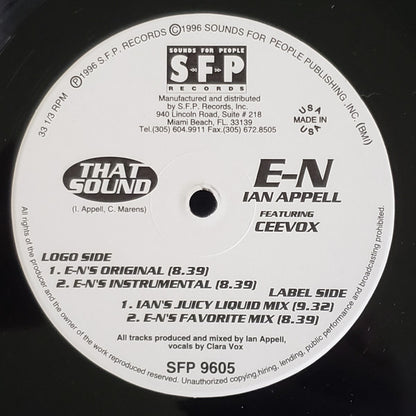 Ⓟ1996 S.F.P. RECORDS Ⓒ1996 SOUNDS FOR PEOPLE PUBLISHING, INC. (BMI)
33 1/3 RPM
SOUNDS FOR PEOPLE
S·F·P
RECORDS
Manufactured and distributed
by S.F.P. Records, Inc.
940 Lincoln Road, Suite # 218
Miami Beach, FL. 33139
Tel.(305) 604.9911 Fax.(305) 672.8505
USA
MADE IN
USA
THAT
SOUND
(I. Appell, C. Marens)
E-N
IAN APPELL
FEATURING
CEEVOX
LOGO SIDE
1. E-N'S ORIGINAL (8.39)
2. E-N'S INSTRUMENTAL (8.39)
LABEL SIDE
1. IAN'S JUICY LIQUID MIX (9.32)
2. E-N'S FAVORITE MIX (8.39)
All tracks produced and mixed by Ian Appell,
vocals by Clara Vox
SFP 9605
All rights of the producer and the owner of the work reproduced reserved. Unauthorized copying, hiring, lending, public performance and broadcasting prohibited.